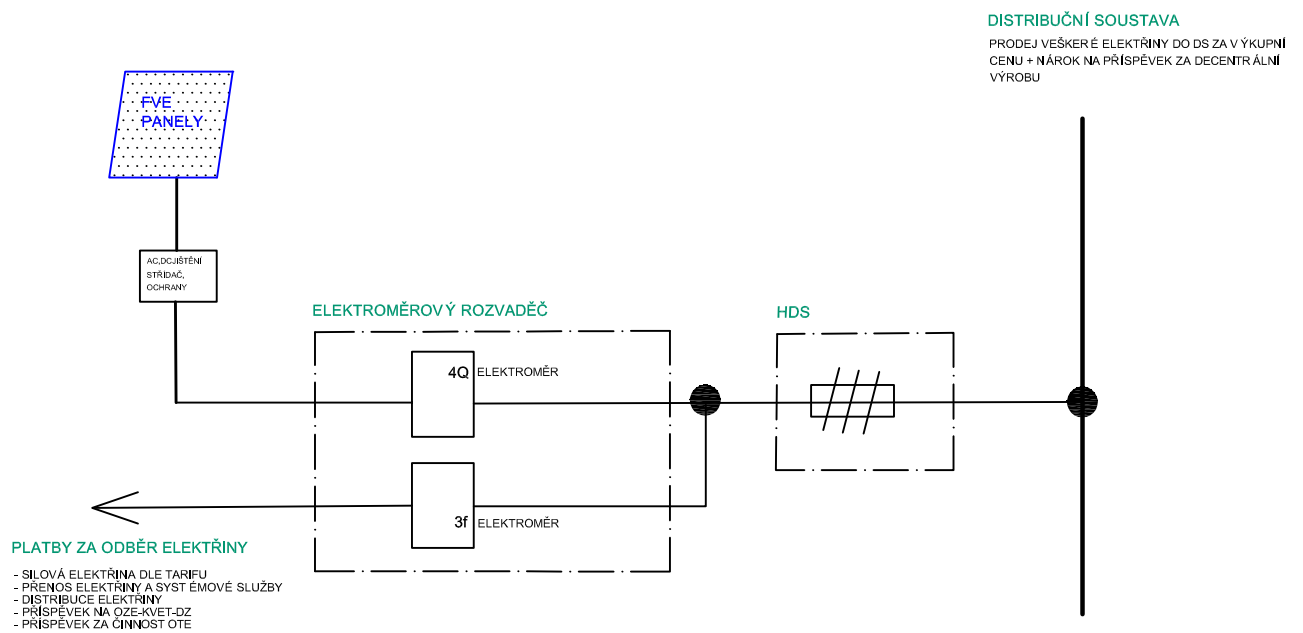 DISTRIBUČNÍ SOUSTAVA
PRODEJ VEŠKERÉ ELEKTŘINY DO DS ZA VÝKUPNÍ
CENU + NÁROK NA PŘÍSPĚVEK ZA DECENTRÁLNÍ
VÝROBU
FVE
PANELY
AC,DCJIŠTĚNÍ
STŘÍDAČ,
OCHRANY
ELEKTROMĚROVÝ ROZVADĚČ
HDS
4Q ELEKTROMĚR
3f ELEKTROMĚR
PLATBY ZA ODBĚR ELEKTŘINY
- SILOVÁ ELEKTŘINA DLE TARIFU
- PŘENOS ELEKTŘINY A SYSTÉMOVÉ SLUŽBY
- DISTRIBUCE ELEKTŘINY
- PŘÍSPĚVEK NA OZE-KVET-DZ
- PŘÍSPĚVEK ZA ČINNOST OTE